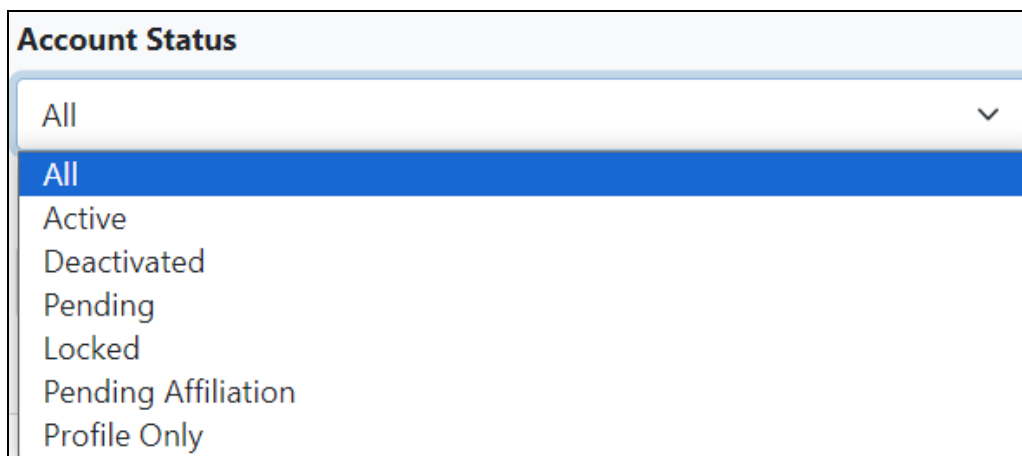 Account Status
All
All
Active
Deactivated
Pending
Locked
Pending Affiliation
Profile Only